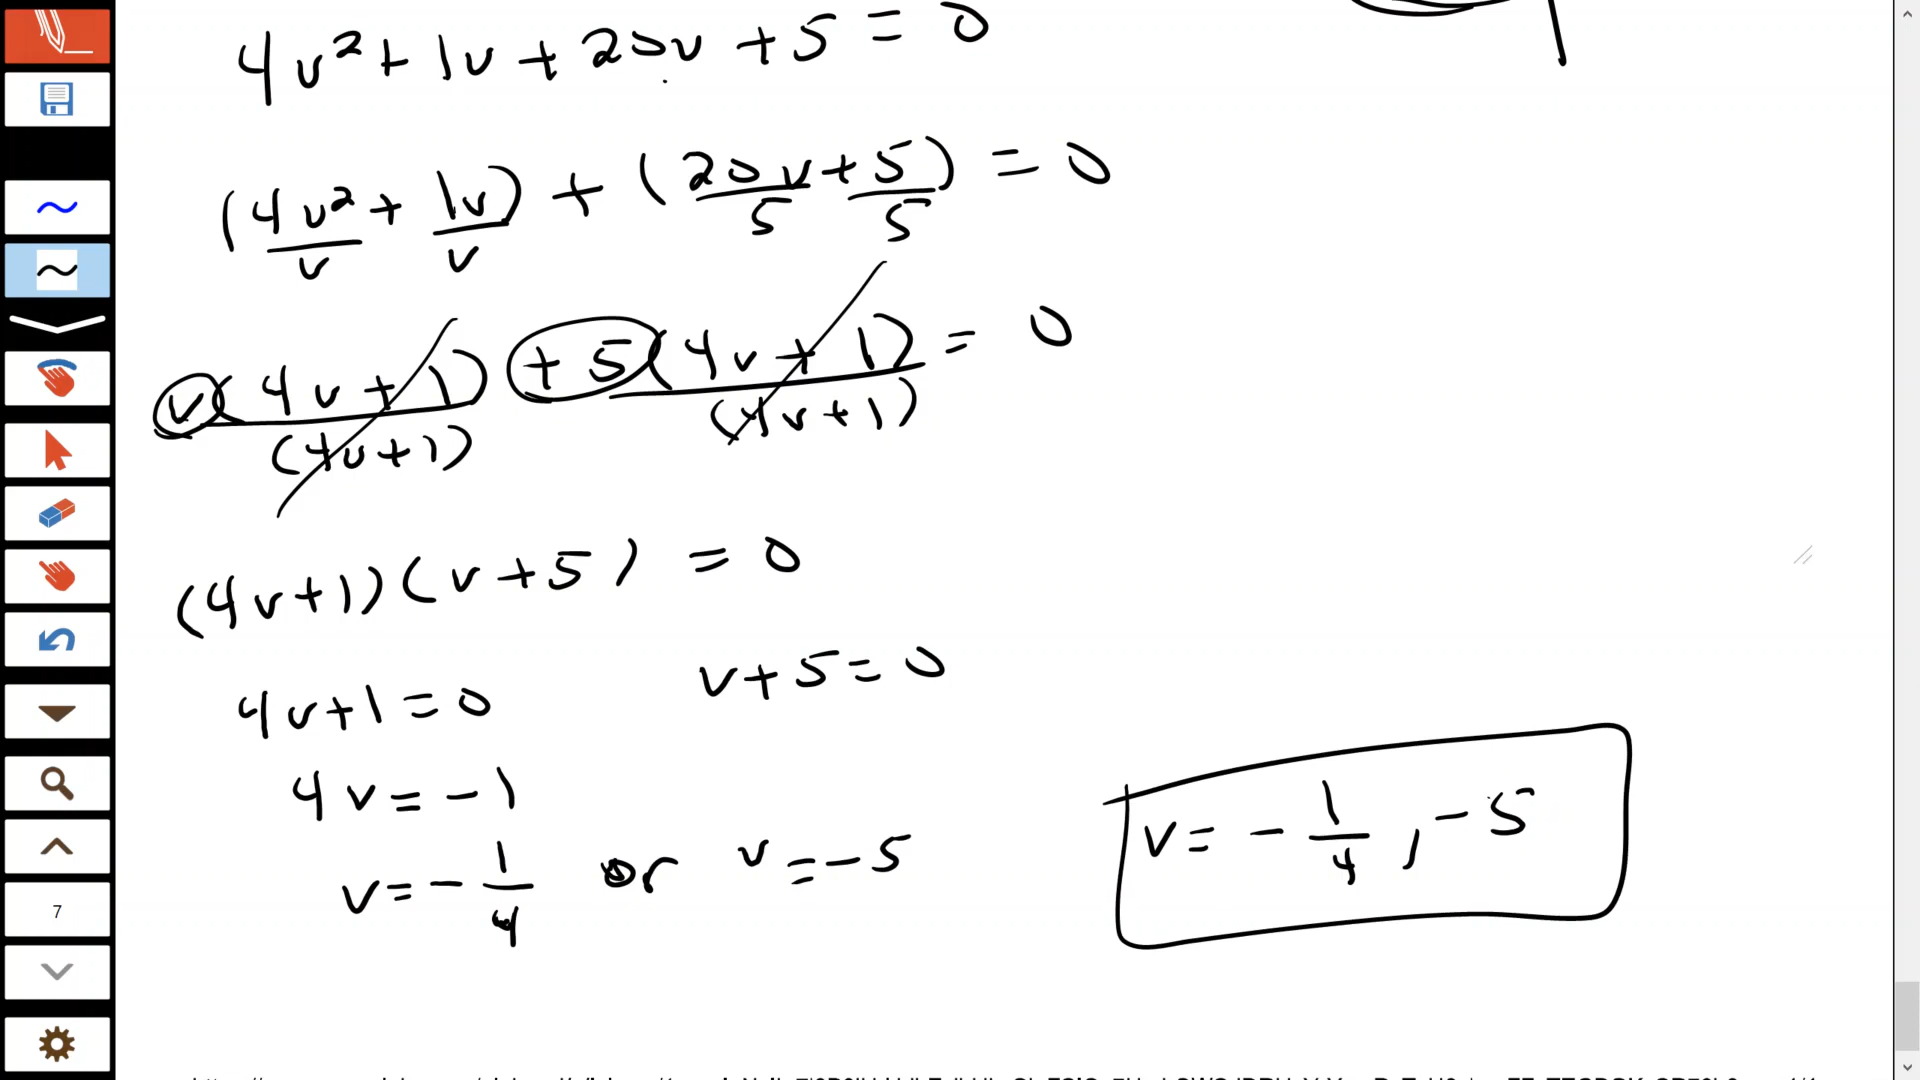 4v² + 1v + 20v + 5 = 0
(4v²/v + 1v/v) + (20v/5 + 5/5) = 0
v(4v + 1)/(4v + 1) + 5(4v + 1)/(4v + 1) = 0
(4v+1)(v+5) = 0
4v+1=0 v+5=0
4v = -1
v = -1/4 or v = -5
v = -1/4, -5
7